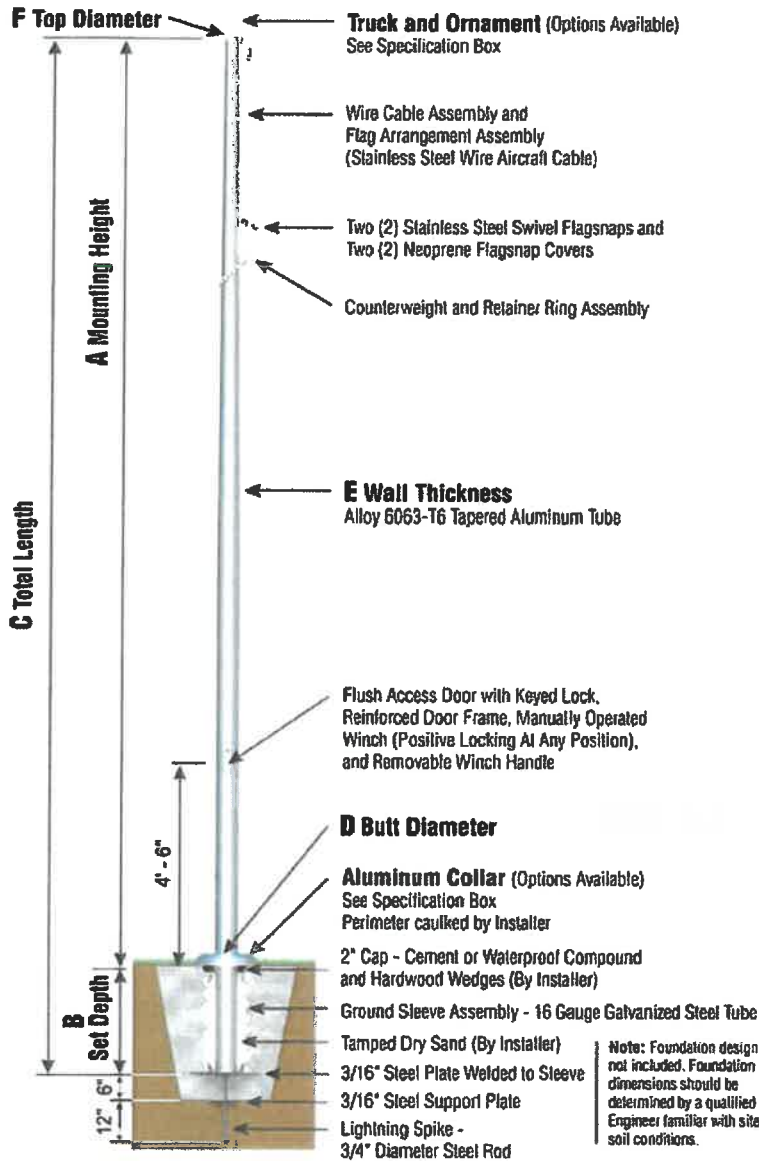 F Top Diameter
Truck and Ornament (Options Available)
See Specification Box
Wire Cable Assembly and
Flag Arrangement Assembly
(Stainless Steel Wire Aircraft Cable)
A Mounting Height
Two (2) Stainless Steel Swivel Flagsnaps and
Two (2) Neoprene Flagsnap Covers
Counterweight and Retainer Ring Assembly
E Wall Thickness
Alloy 6063-T6 Tapered Aluminum Tube
C Total Length
Flush Access Door with Keyed Lock,
Reinforced Door Frame, Manually Operated
Winch (Positive Locking At Any Position),
and Removable Winch Handle
4' - 6"
D Butt Diameter
Aluminum Collar (Options Available)
See Specification Box
Perimeter caulked by Installer
2" Cap - Cement or Waterproof Compound
and Hardwood Wedges (By Installer)
B
Set Depth
Ground Sleeve Assembly - 16 Gauge Galvanized Steel Tube
Tamped Dry Sand (By Installer)
3/16" Steel Plate Welded to Sleeve
6"
3/16" Steel Support Plate
12"
Lightning Spike -
3/4" Diameter Steel Rod
Note: Foundation design
not included. Foundation
dimensions should be
determined by a qualified
Engineer familiar with site
soil conditions.